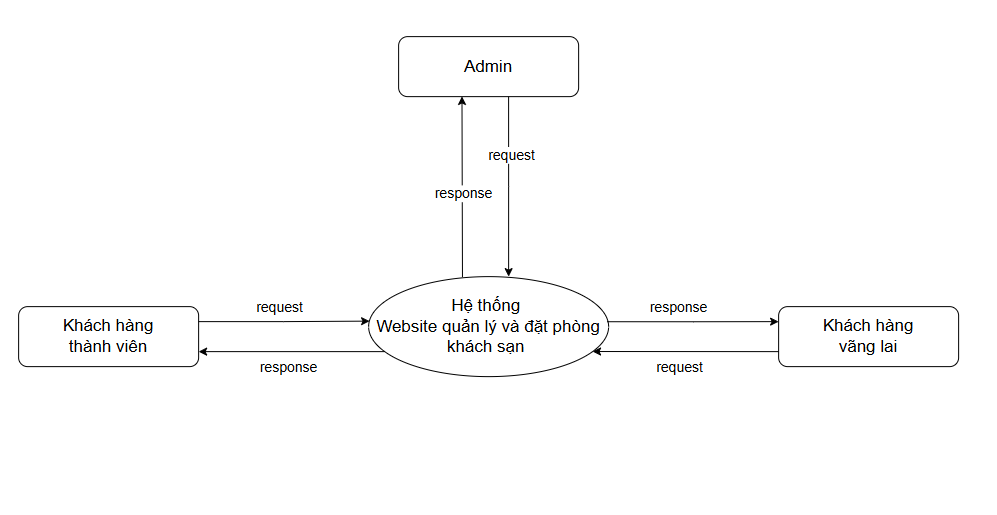 Admin
request
response
request
Hệ thống
response
Khách hàng
thành viên
Website quản lý và đặt phòng
khách sạn
Khách hàng
vãng lai
response
request